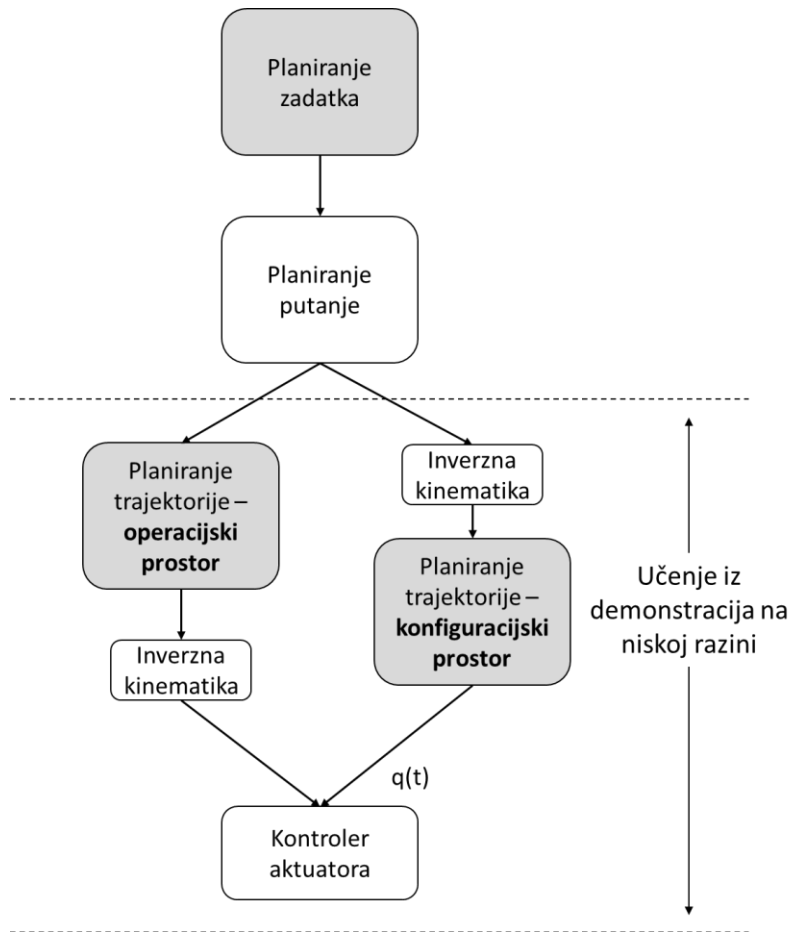 Planiranje
zadatka
Planiranje
putanje
Planiranje
trajektorije –
operacijski
prostor
Inverzna
kinematika
Inverzna
kinematika
Planiranje
trajektorije –
konfiguracijski
prostor
q(t)
Kontroler
aktuatora
Učenje iz
demonstracija na
niskoj razini